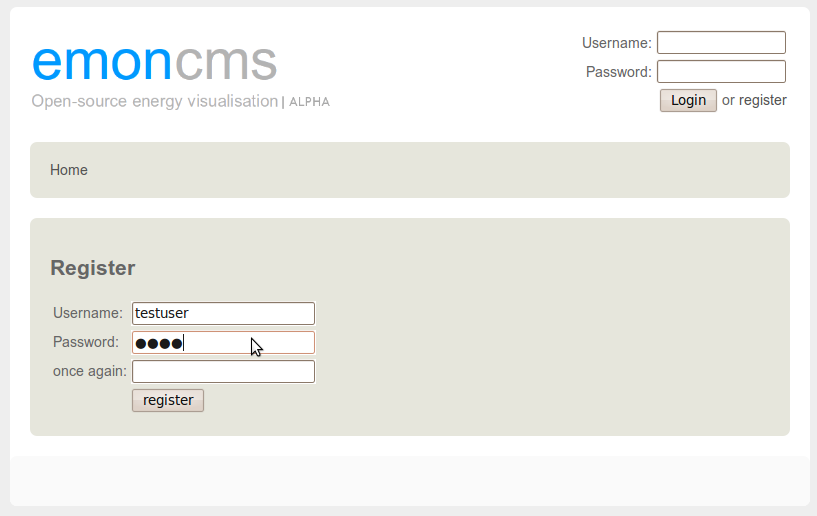 emoncms
Open-source energy visualisation | ALPHA
Username:
Password:
Login or register
Home
Register
Username: testuser
Password: ●●●●
once again:
register